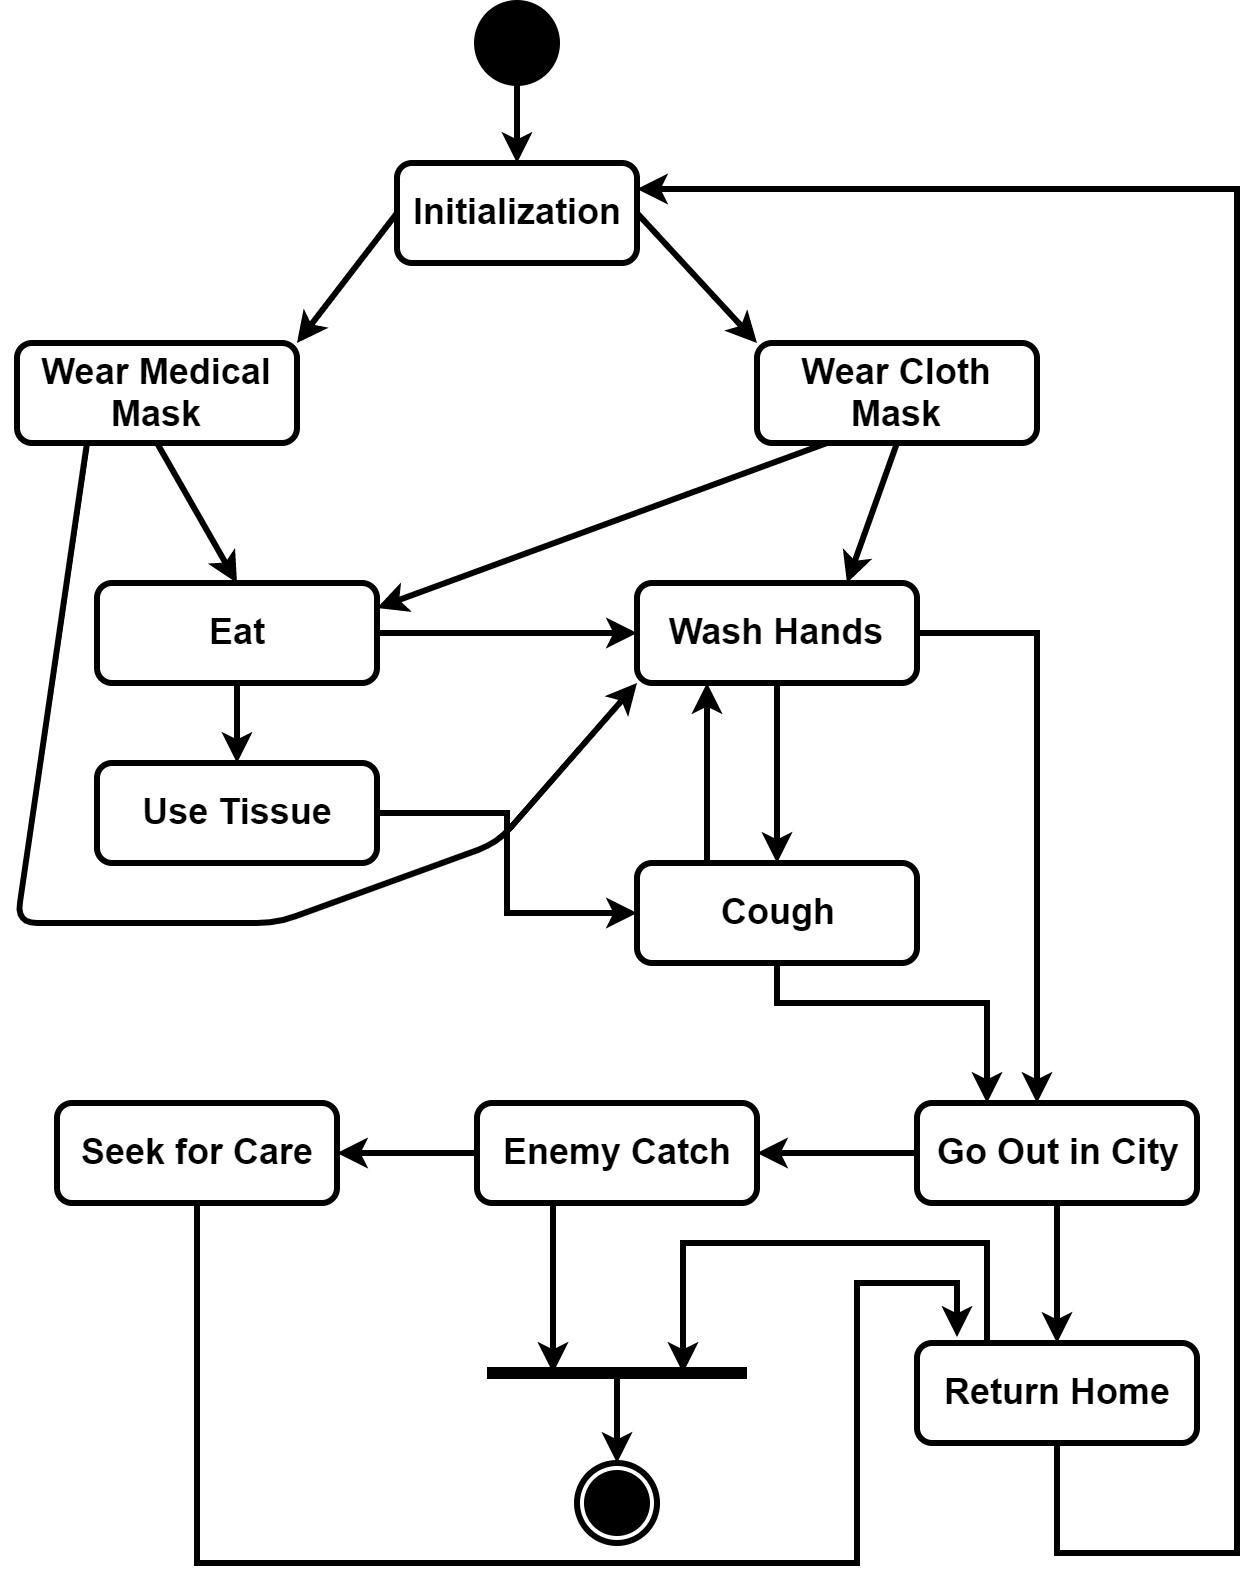 Initialization
Wear Medical
Mask
Wear Cloth
Mask
Eat
Wash Hands
Use Tissue
Cough
Seek for Care
Enemy Catch
Go Out in City
Return Home